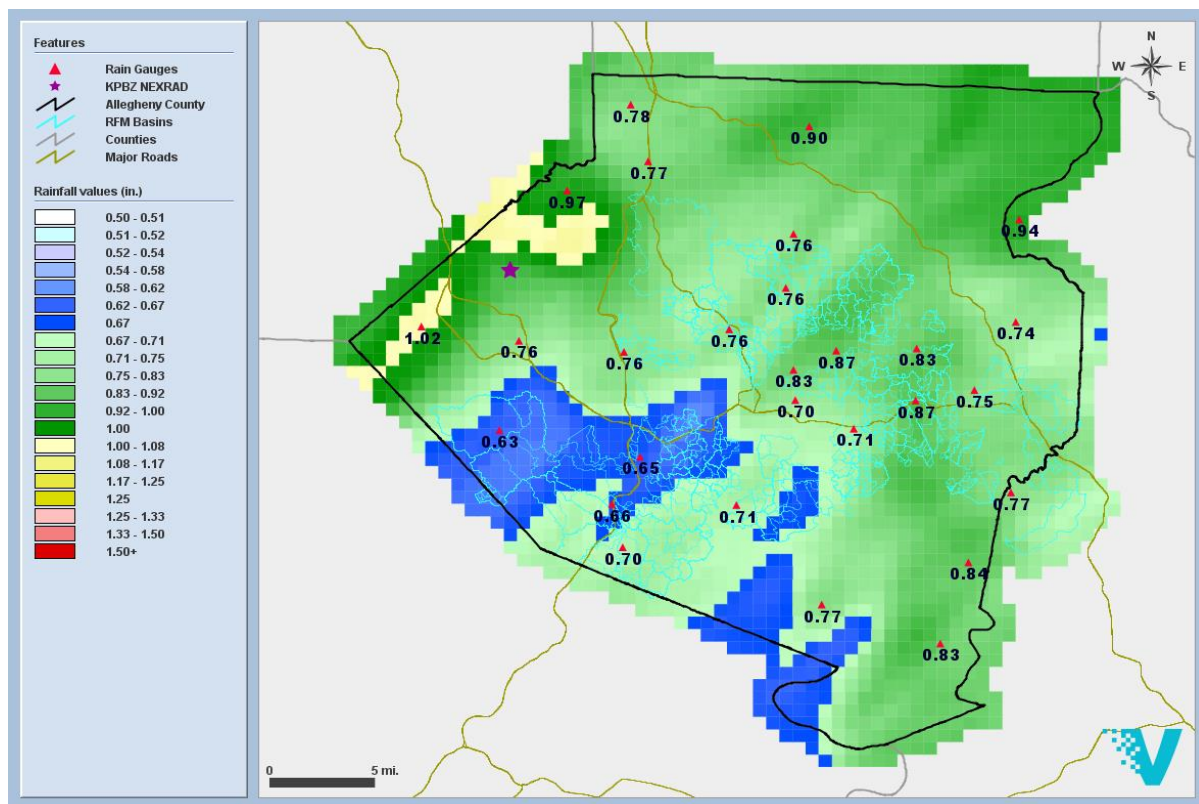 Features
Rain Gauges
KPBZ NEXRAD
Allegheny County
RFM Basins
Counties
Major Roads
Rainfall values (in.)
0.50 - 0.51
0.51 - 0.52
0.52 - 0.54
0.54 - 0.58
0.58 - 0.62
0.62 - 0.67
0.67
0.67 - 0.71
0.71 - 0.75
0.75 - 0.83
0.83 - 0.92
0.92 - 1.00
1.00
1.00 - 1.08
1.08 - 1.17
1.17 - 1.25
1.25
1.25 - 1.33
1.33 - 1.50
1.50+
N
W E
S
0.78
0.90
0.77
0.97
0.94
0.76
0.76
0.74
1.02
0.76
0.76
0.76
0.87
0.83
0.83
0.70
0.87
0.75
0.63
0.71
0.65
0.77
0.66
0.71
0.70
0.84
0.77
0.83
0 5 mi.
V